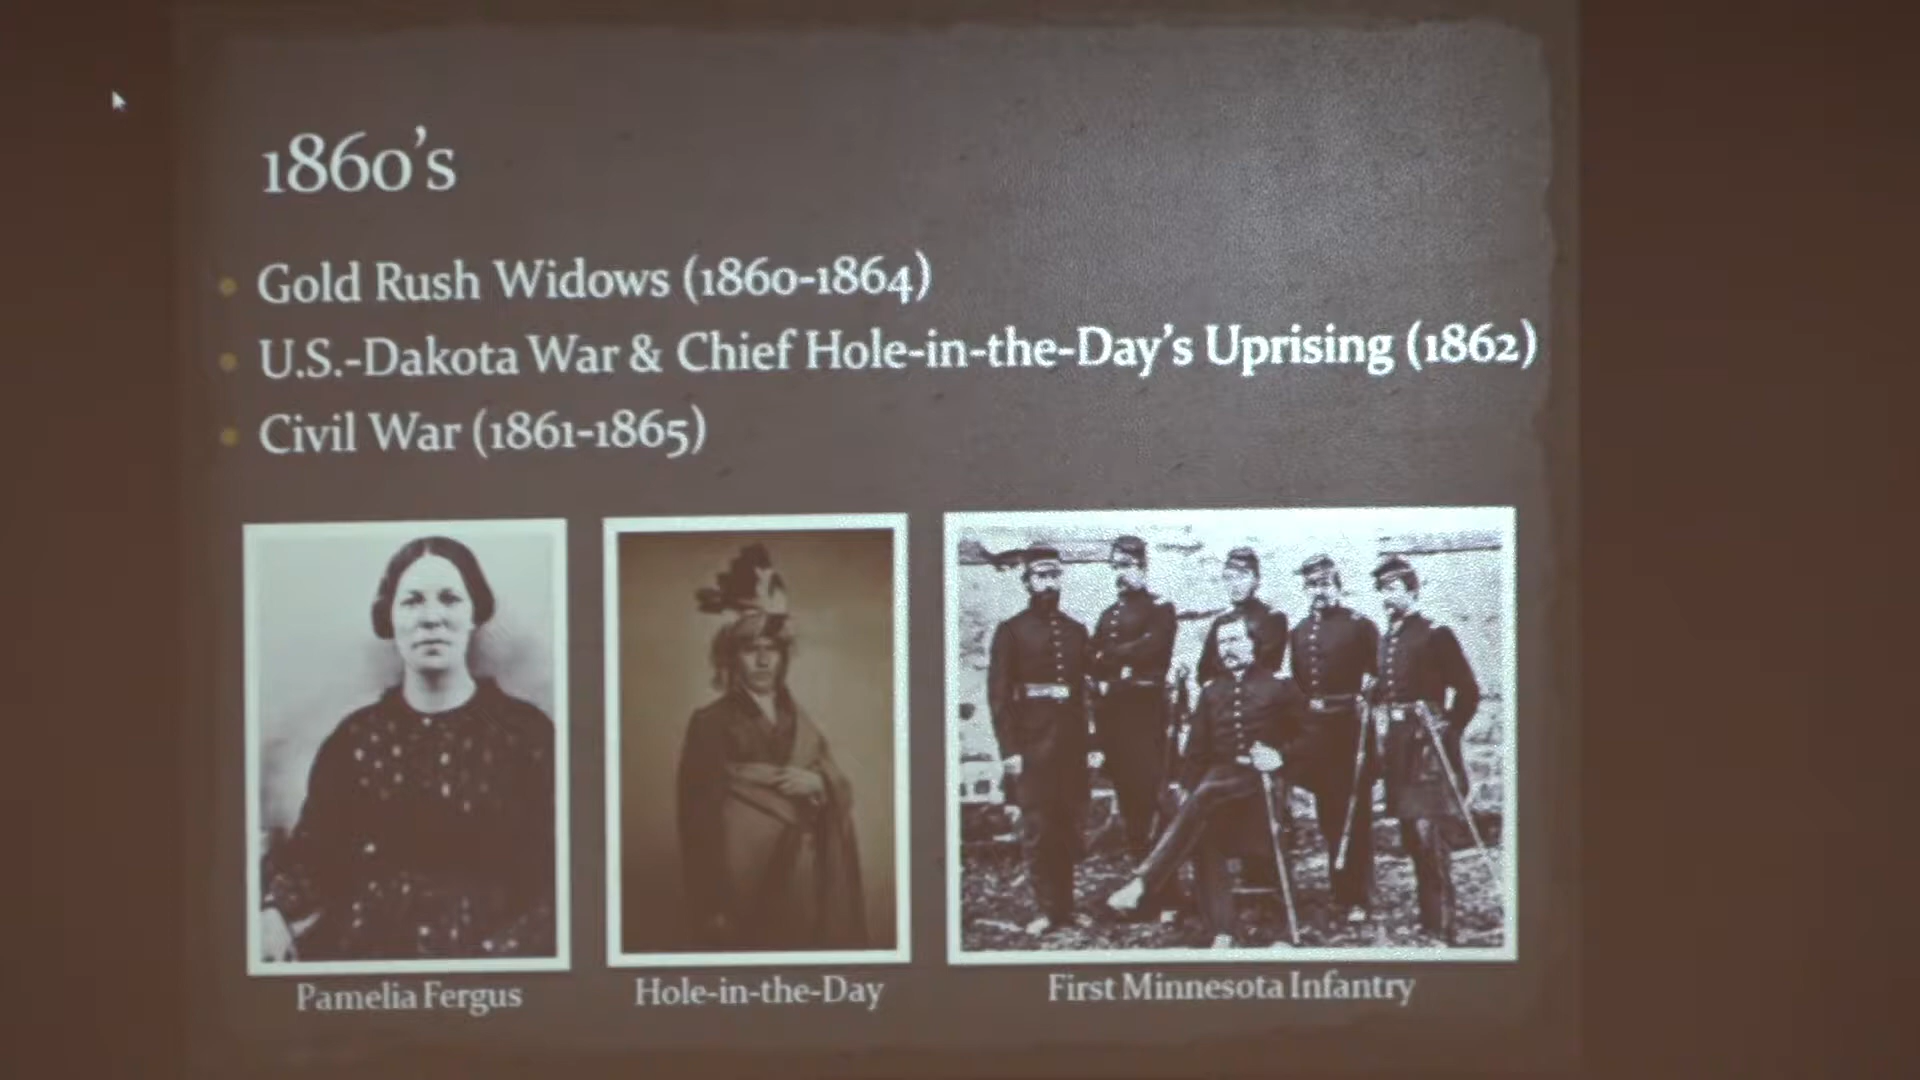 1860's
Gold Rush Widows (1860-1864)
U.S.-Dakota War & Chief Hole-in-the-Day's Uprising (1862)
Civil War (1861-1865)
Pamelia Fergus
Hole-in-the-Day
First Minnesota Infantry